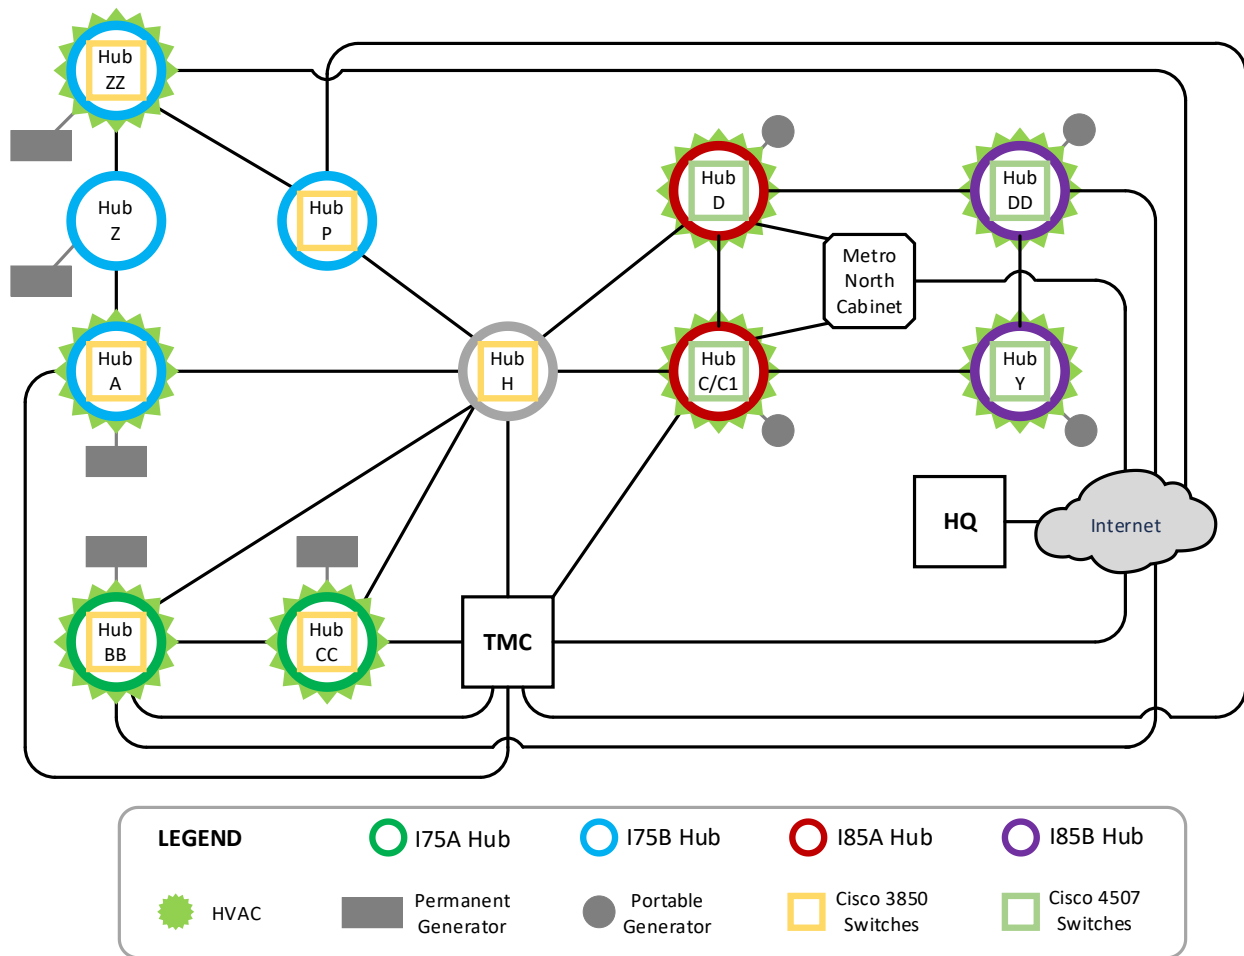 Hub
ZZ
Hub
Z
Hub
P
Hub
D
Hub
DD
Metro
North
Cabinet
Hub
A
Hub
H
Hub
C/C1
Hub
Y
HQ
Internet
Hub
BB
Hub
CC
TMC
LEGEND
I75A Hub
I75B Hub
I85A Hub
I85B Hub
HVAC
Permanent
Generator
Portable
Generator
Cisco 3850
Switches
Cisco 4507
Switches